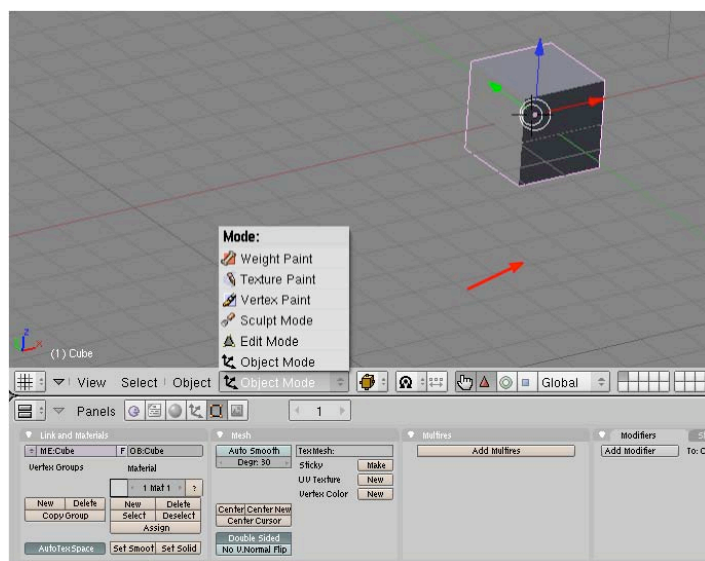 Mode:
Weight Paint
Texture Paint
Vertex Paint
Sculpt Mode
Edit Mode
Object Mode
z
x
(1) Cube
View Select Object Object Mode Global
Panels 1
Link and Materials
ME:Cube F OB:Cube
Vertex Groups Material
1 Mat 1 ?
New Delete New Delete
Copy Group Select Deselect
Assign
AutoTexSpace Set Smoot Set Solid
Mesh
Auto Smooth TexMesh:
Degr: 30 Sticky Make
UV Texture New
Vertex Color New
Center Center New
Center Cursor
Double Sided
No V.Normal Flip
Multires
Add Multires
Modifiers
Add Modifier To: C